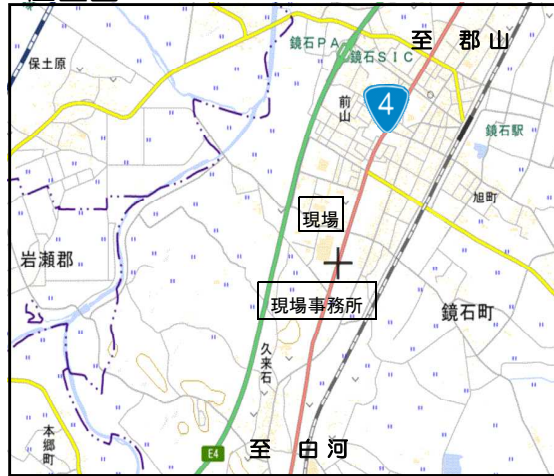 至 郡山
鏡石PA
鏡石SIC
保土原
前山
4
鏡石駅
旭町
現場
岩瀬郡
現場事務所
鏡石町
久来石
本郷町
E4
至 白河